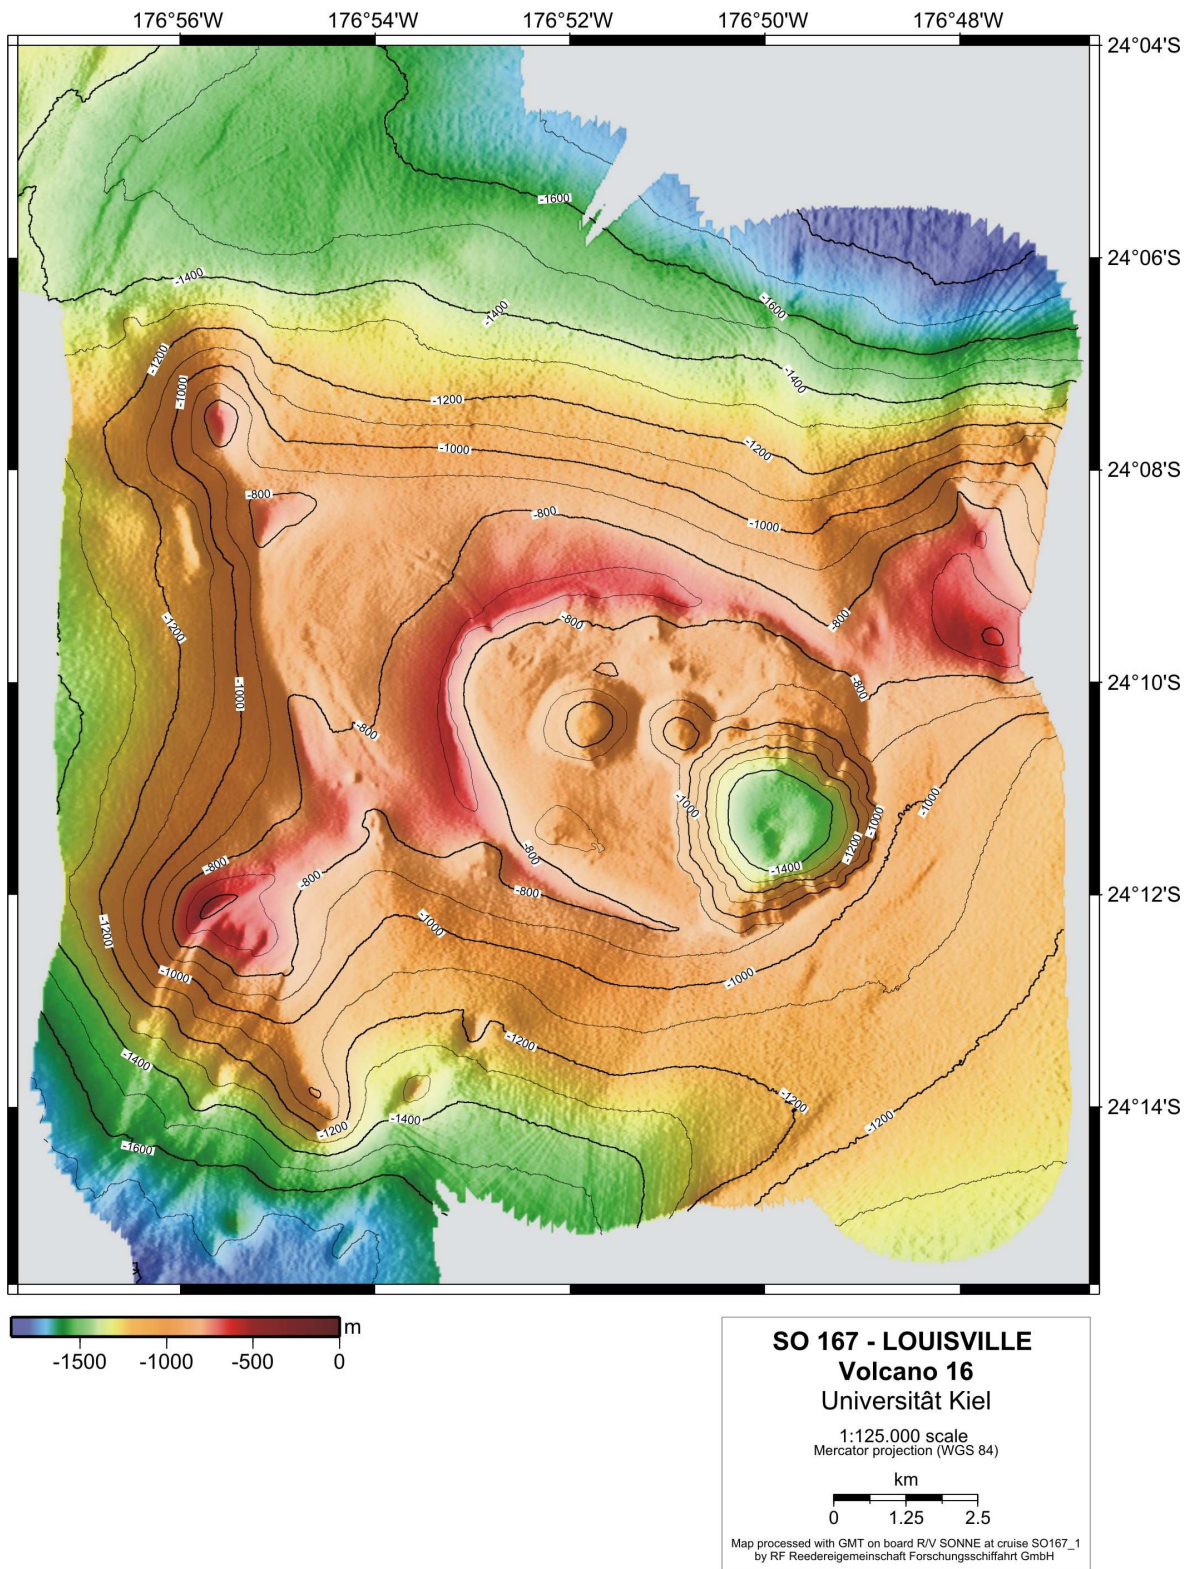 176°56'W 176°54'W 176°52'W 176°50'W 176°48'W
24°04'S
-1600
24°06'S
-1400
-1600
-1400
-1200
-1400
-1000
-1200
-1200
-1000
24°08'S
-800
-800
-1000
-800
-800
-1200
24°10'S
-1000
-800
-800
-1000
-1000
-1000
-1200
-800
-800
-1400
-800
-800
24°12'S
-1200
-1000
-1000
-1000
-1200
-1400
-1200
24°14'S
-1400
-1200
-1200
-1600
m
-1500 -1000 -500 0
SO 167 - LOUISVILLE
Volcano 16
Universitât Kiel
1:125.000 scale
Mercator projection (WGS 84)
km
0 1.25 2.5
Map processed with GMT on board R/V SONNE at cruise SO167_1
by RF Reedereigemeinschaft Forschungsschiffahrt GmbH